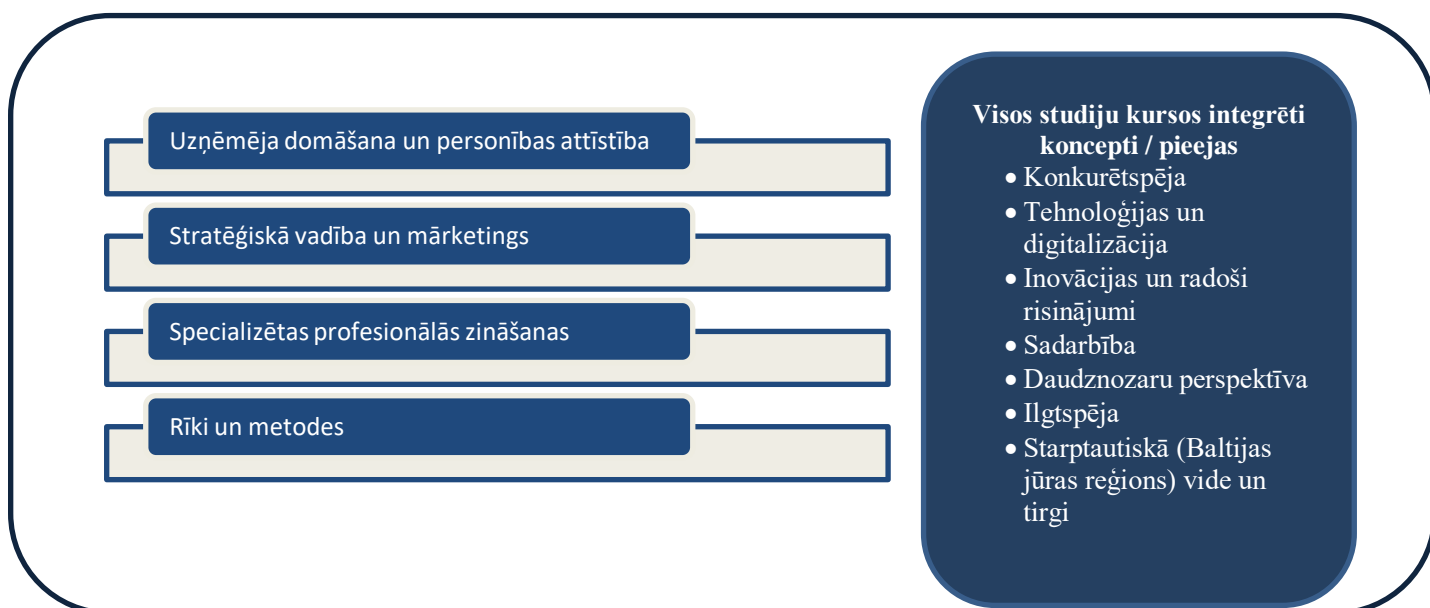 Uzņēmēja domāšana un personības attīstība
Stratēģiskā vadība un mārketings
Specializētas profesionālās zināšanas
Rīki un metodes
Visos studiju kursos integrēti
koncepti / pieejas
• Konkurētspēja
• Tehnoloģijas un
digitalizācija
• Inovācijas un radoši
risinājumi
• Sadarbība
• Daudznozaru perspektīva
• Ilgtspēja
• Starptautiskā (Baltijas
jūras reģions) vide un
tirgi